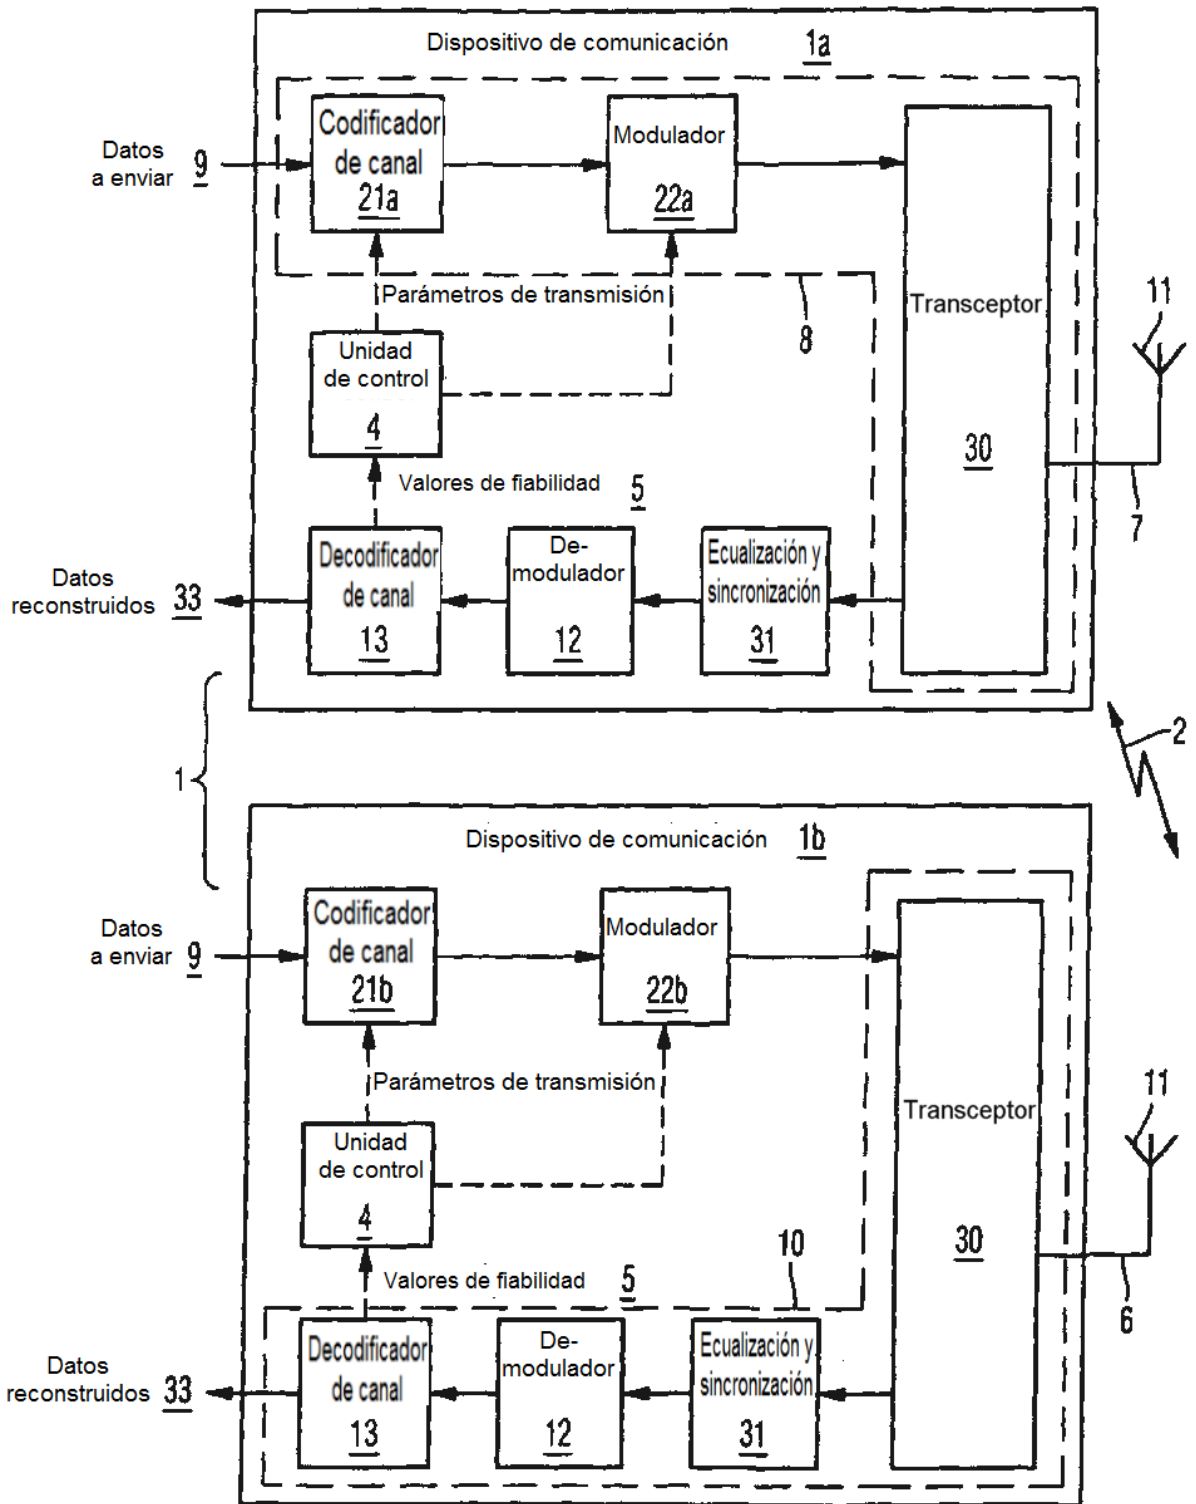 Dispositivo de comunicación 1a
Codificador
de canal
21a
Modulador
22a
Datos
a enviar 9
Parámetros de transmisión
8
Transceptor
30
11
7
Unidad
de control
4
Valores de fiabilidad 5
Decodificador
de canal
13
De-
modulador
12
Ecualización y
sincronización
31
Datos
reconstruidos 33
1
2
Dispositivo de comunicación 1b
Codificador
de canal
21b
Modulador
22b
Datos
a enviar 9
Parámetros de transmisión
Transceptor
30
11
6
Unidad
de control
4
Valores de fiabilidad 5
10
Decodificador
de canal
13
De-
modulador
12
Ecualización y
sincronización
31
Datos
reconstruidos 33